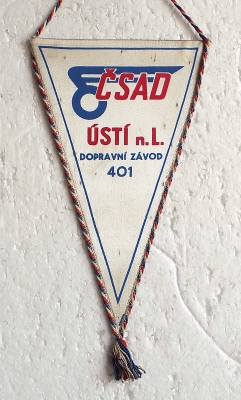 ČSAD
ÚSTÍ n.L.
DOPRAVNÍ ZÁVOD
401